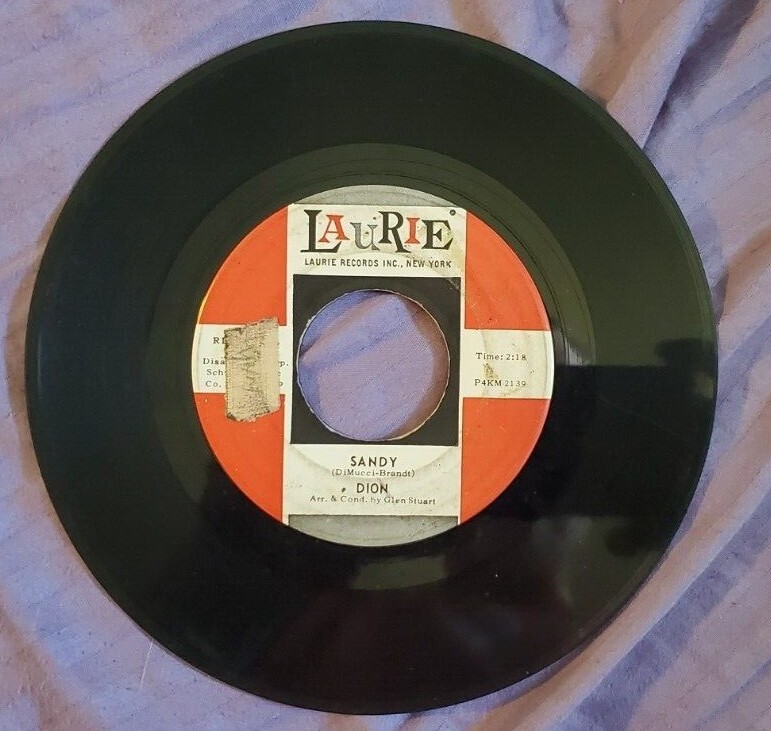 LAURIE
LAURIE RECORDS INC., NEW YORK
Time: 2:18
Co.
P4KM 2139
SANDY
(DiMucci-Brandt)
DION
Arr. & Cond. by Glen Stuart